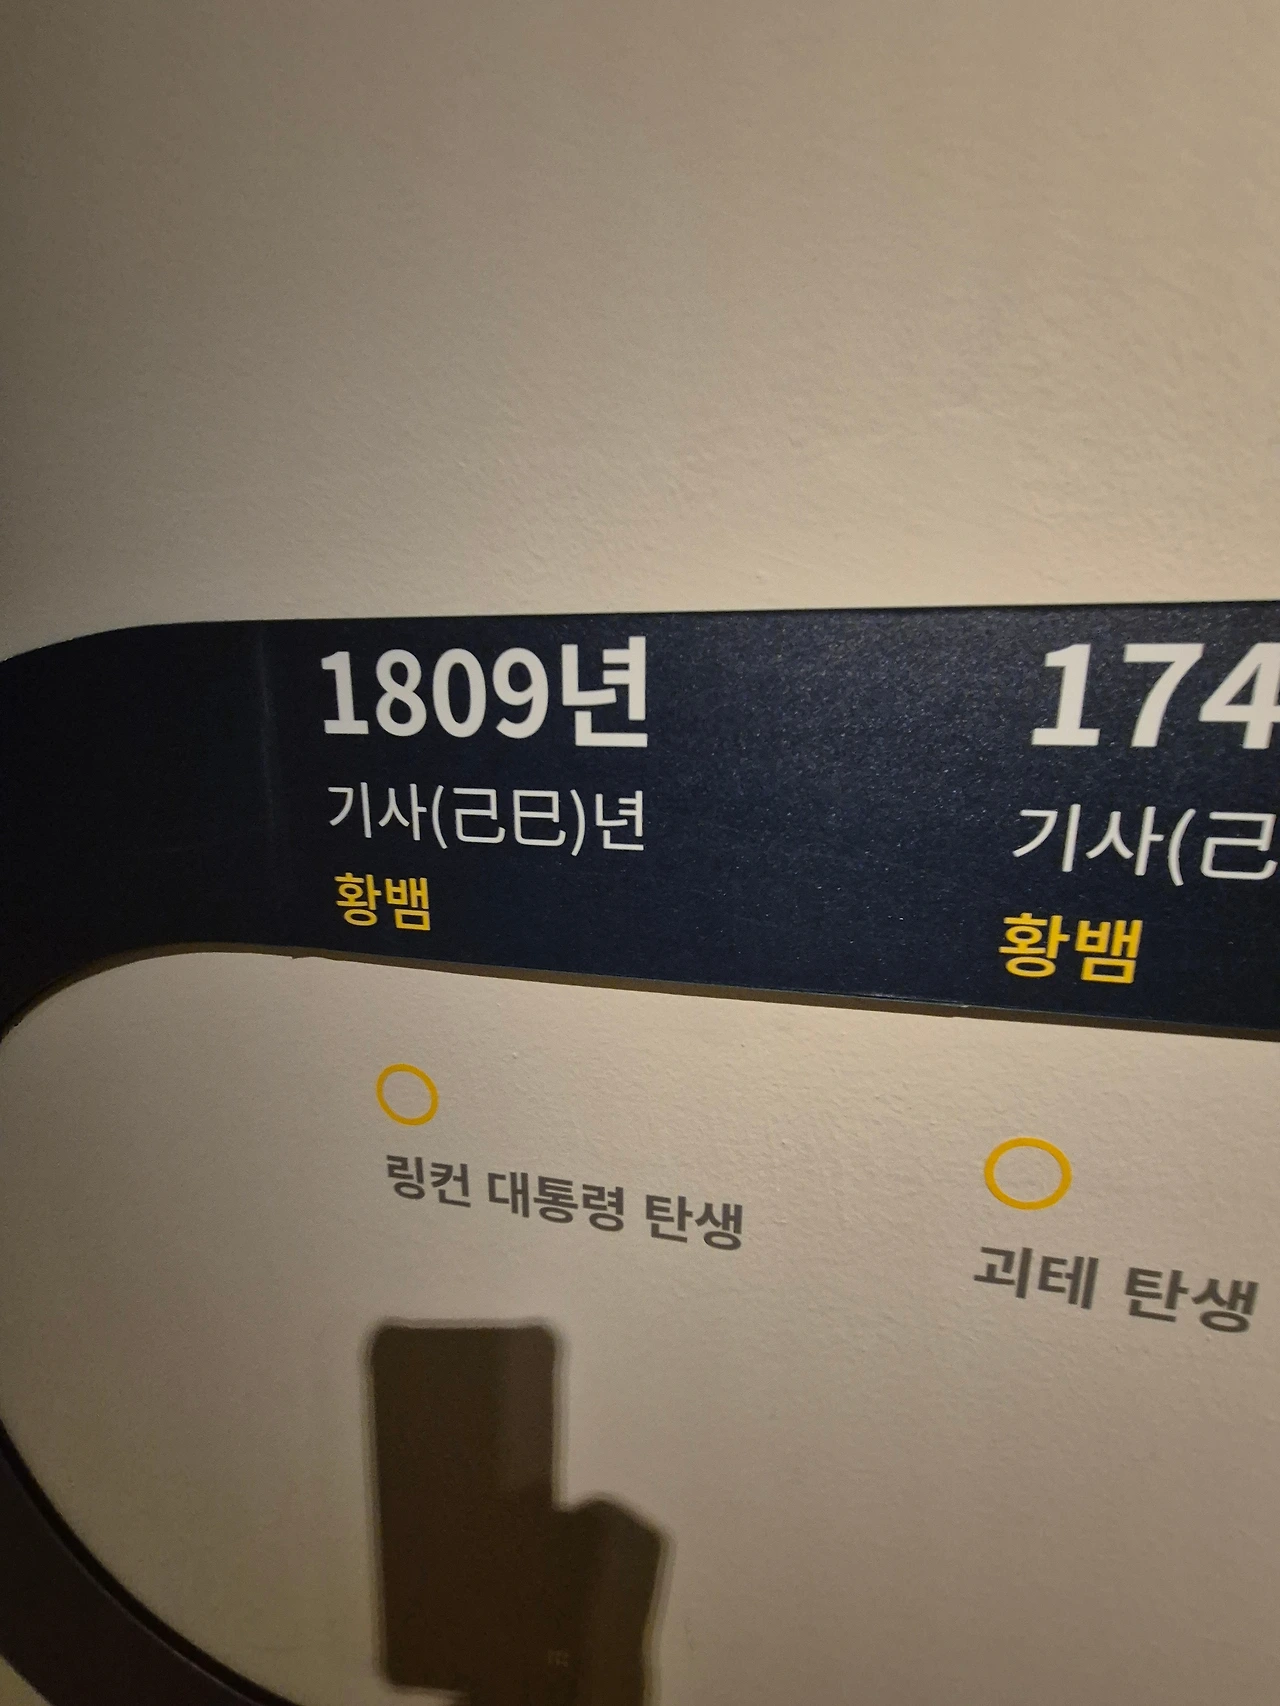 1809년
기사(己巳)년
황뱀
링컨 대통령 탄생
174
기사(己
황뱀
괴테 탄생